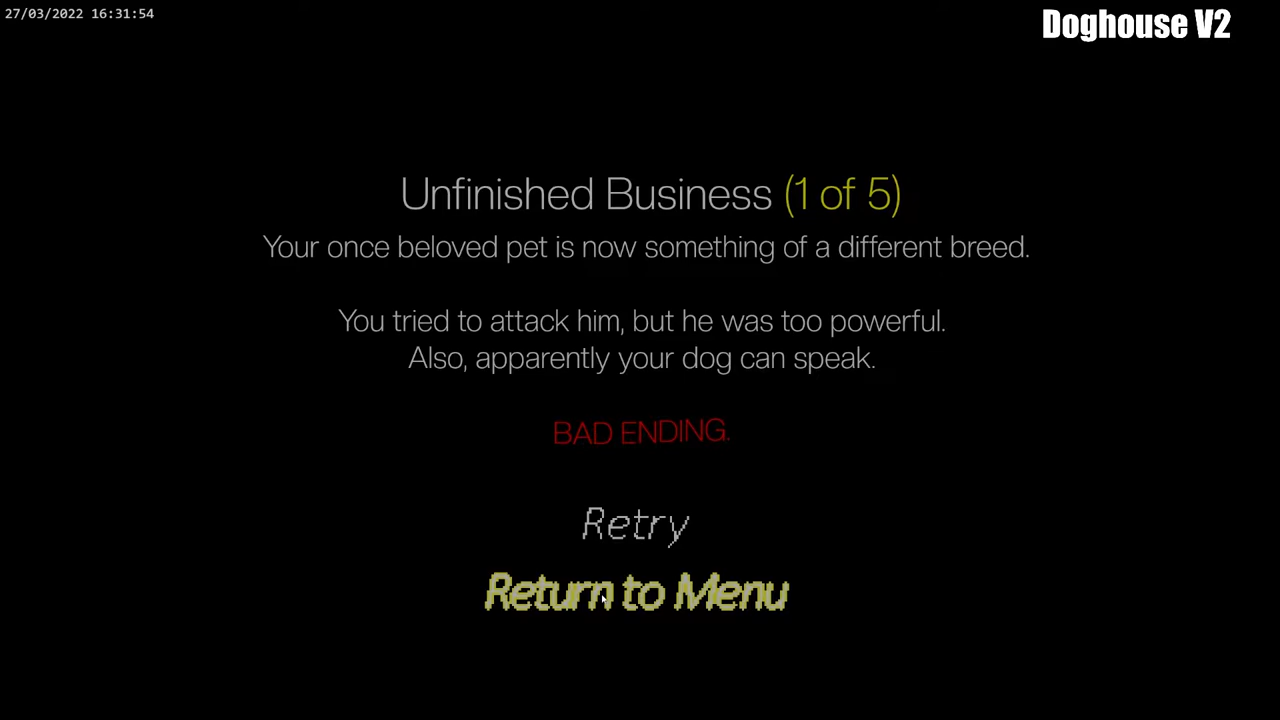 27/03/2022 16:31:54
Doghouse V2
Unfinished Business (1 of 5)
Your once beloved pet is now something of a different breed.
You tried to attack him, but he was too powerful.
Also, apparently your dog can speak.
BAD ENDING.
Retry
Return to Menu